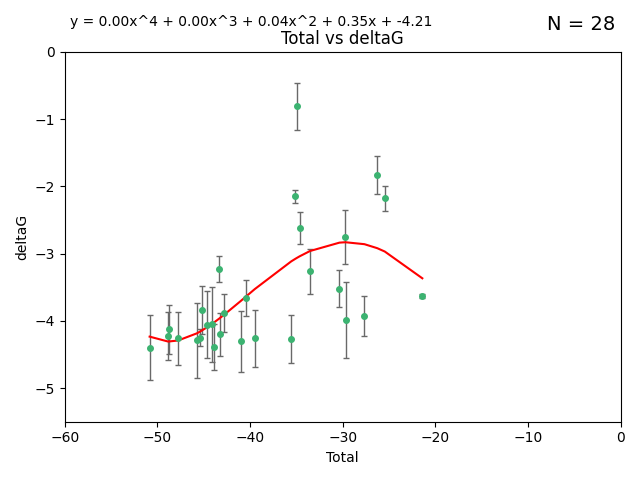 y = 0.00x^4 + 0.00x^3 + 0.04x^2 + 0.35x + -4.21
N = 28
Total vs deltaG
0
−1
−2
−3
−4
−5
deltaG
−60 −50 −40 −30 −20 −10 0
Total